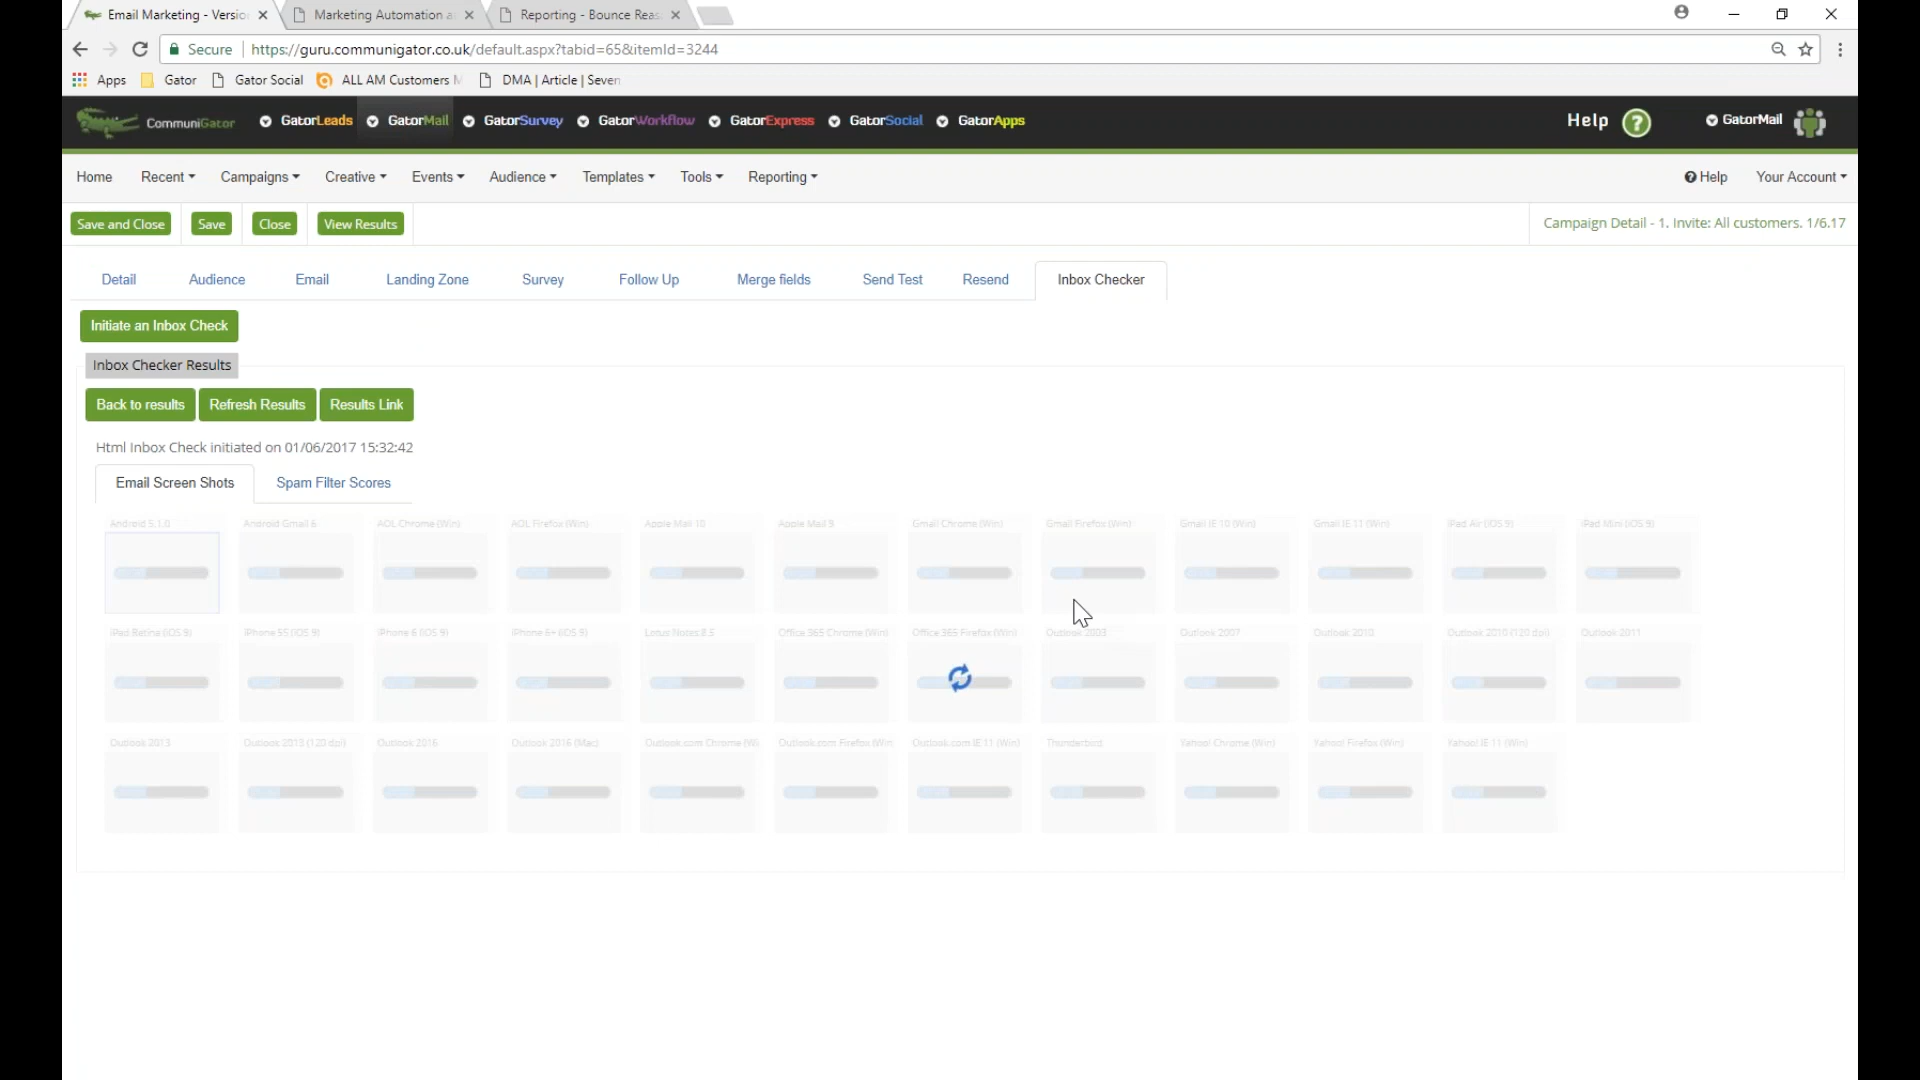 Email Marketing - Versio
Marketing Automation a
Reporting - Bounce Reas
Secure
https://guru.communigator.co.uk/default.aspx?tabid=65&itemId=3244
Apps
Gator
Gator Social
ALL AM Customers M
DMA | Article | Seven
CommuniGator
GatorLeads
GatorMail
GatorSurvey
GatorWorkflow
GatorExpress
GatorSocial
GatorApps
Help ?
GatorMail
Home
Recent
Campaigns
Creative
Events
Audience
Templates
Tools
Reporting
Help
Your Account
Save and Close
Save
Close
View Results
Campaign Detail - 1. Invite: All customers. 1/6.17
Detail
Audience
Email
Landing Zone
Survey
Follow Up
Merge fields
Send Test
Resend
Inbox Checker
Initiate an Inbox Check
Inbox Checker Results
Back to results
Refresh Results
Results Link
Html Inbox Check initiated on 01/06/2017 15:32:42
Email Screen Shots
Spam Filter Scores
Android 5.1.0
Android Gmail 6
AOL Chrome (Win)
AOL Firefox (Win)
Apple Mail 10
Apple Mail 9
Gmail Chrome (Win)
Gmail Firefox (Win)
Gmail IE 10 (Win)
Gmail IE 11 (Win)
iPad Air (iOS 9)
iPad Mini (iOS 9)
iPad Retina (iOS 9)
iPhone 5S (iOS 9)
iPhone 6 (iOS 9)
iPhone 6+ (iOS 9)
Lotus Notes 8.5
Office 365 Chrome (Win)
Office 365 Firefox (Win)
Outlook 2003
Outlook 2007
Outlook 2010
Outlook 2010 (120 dpi)
Outlook 2011
Outlook 2013
Outlook 2013 (120 dpi)
Outlook 2016
Outlook 2016 (Mac)
Outlook.com Chrome (Wi
Outlook.com Firefox (Win
Outlook.com IE 11 (Win)
Thunderbird
Yahoo! Chrome (Win)
Yahoo! Firefox (Win)
Yahoo! IE 11 (Win)